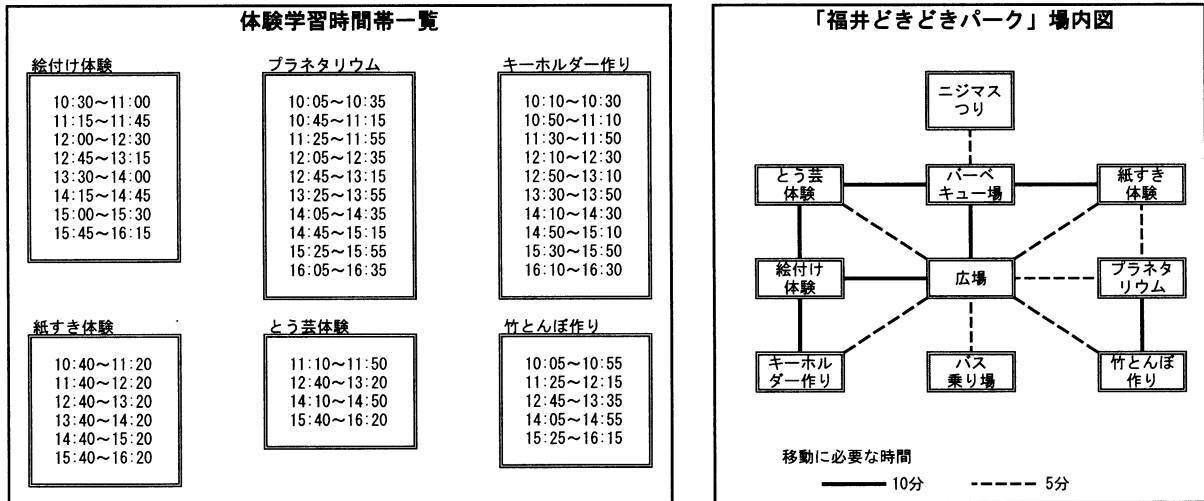 体験学習時間帯一覧
絵付け体験
10:30～11:00
11:15～11:45
12:00～12:30
12:45～13:15
13:30～14:00
14:15～14:45
15:00～15:30
15:45～16:15
プラネタリウム
10:05～10:35
10:45～11:15
11:25～11:55
12:05～12:35
12:45～13:15
13:25～13:55
14:05～14:35
14:45～15:15
15:25～15:55
16:05～16:35
キーホルダー作り
10:10～10:30
10:50～11:10
11:30～11:50
12:10～12:30
12:50～13:10
13:30～13:50
14:10～14:30
14:50～15:10
15:30～15:50
16:10～16:30
紙すき体験
10:40～11:20
11:40～12:20
12:40～13:20
13:40～14:20
14:40～15:20
15:40～16:20
とう芸体験
11:10～11:50
12:40～13:20
14:10～14:50
15:40～16:20
竹とんぼ作り
10:05～10:55
11:25～12:15
12:45～13:35
14:05～14:55
15:25～16:15
「福井どきどきパーク」場内図
ニジマス
つり
とう芸
体験
バーベ
キュー場
紙すき
体験
絵付け
体験
広場
プラネタ
リウム
キーホル
ダー作り
バス
乗り場
竹とんぼ
作り
移動に必要な時間
10分
5分